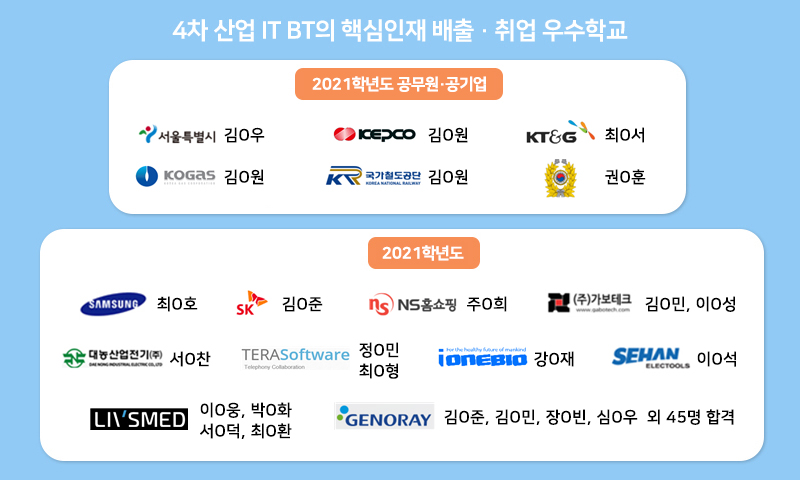 4차 산업 IT BT의 핵심인재 배출 · 취업 우수학교
2021학년도 공무원·공기업
서울특별시 김O우
KEPCO 김O원
KT&G 최O서
KOGAS 김O원
KOREA GAS CORPORATION
KR 국가철도공단 김O원
KOREA NATIONAL RAILWAY
권O훈
2021학년도
SAMSUNG 최O호
SK 김O준
ns NS홈쇼핑 주O희
(주)가보테크 김O민, 이O성
www.gabotech.com
대농산업전기(주) 서O찬
DAE NONG INDUSTRIAL ELECTRIC CO.,LTD
TERASoftware
Telephony Collaboration
정O민
최O형
For the healthy future of mankind
iONEBIO 강O재
SEHAN 이O석
ELECTOOLS
LIVSMED
이O웅, 박O화
서O덕, 최O환
GENORAY 김O준, 김O민, 장O빈, 심O우 외 45명 합격